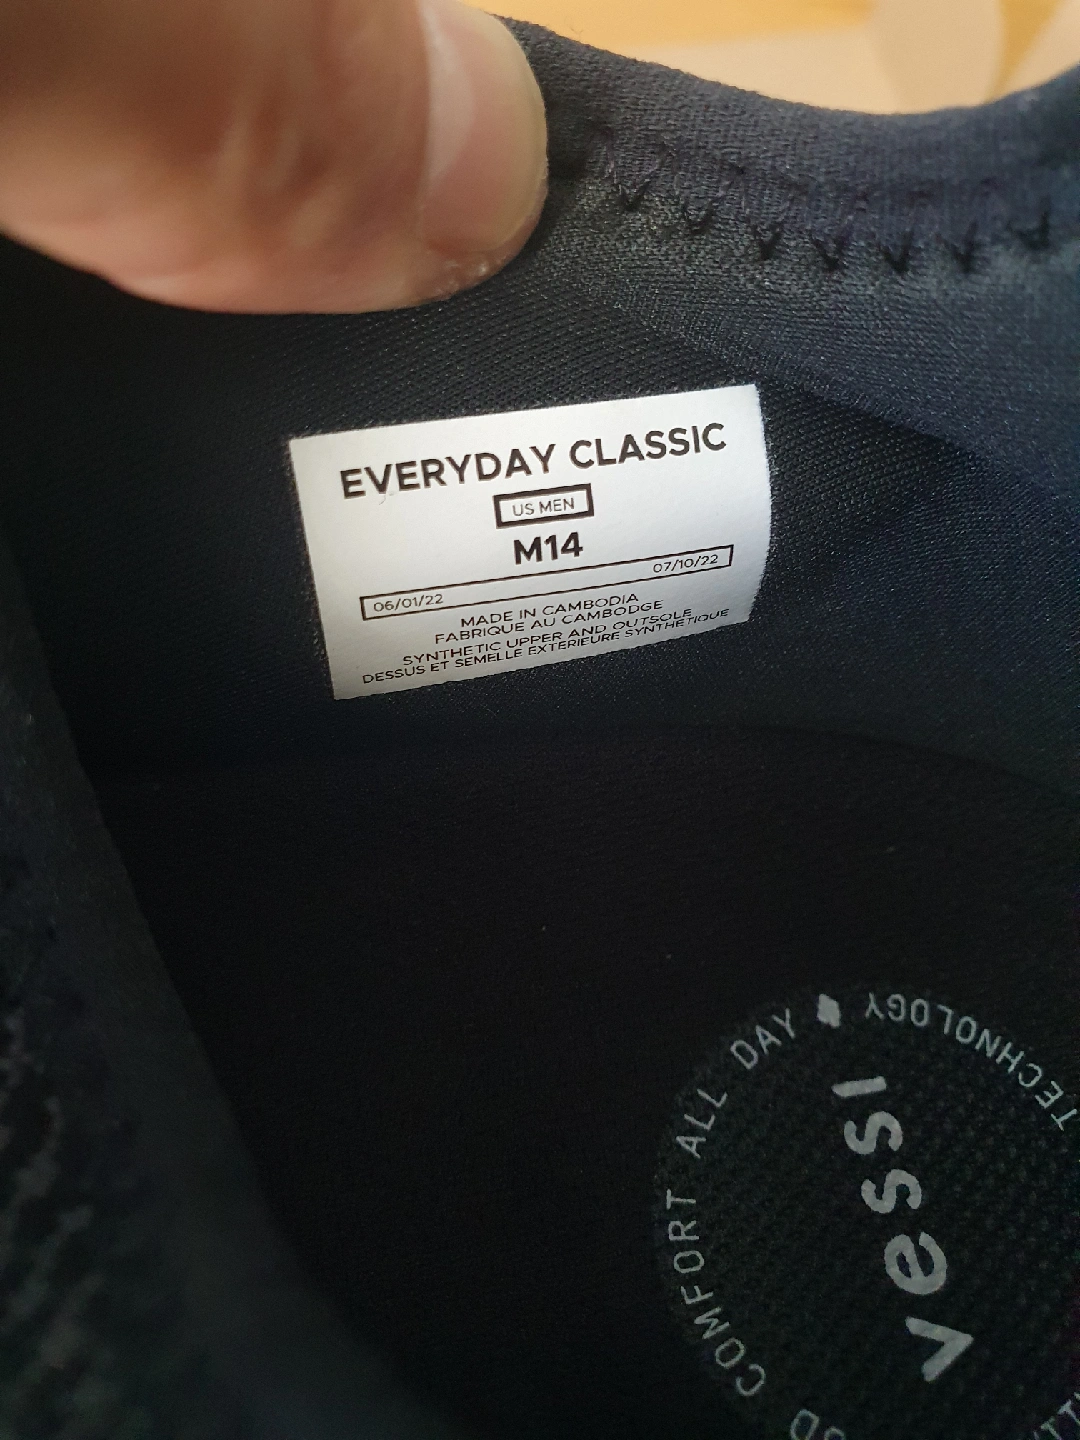 EVERYDAY CLASSIC
US MEN
M14
06/01/22 07/10/22
MADE IN CAMBODIA
FABRIQUE AU CAMBODGE
SYNTHETIC UPPER AND OUTSOLE
DESSUS ET SEMELLE EXTERIEURE SYNTHÉTIQUE
COMFORT ALL DAY
TECHNOLOGY
vessi